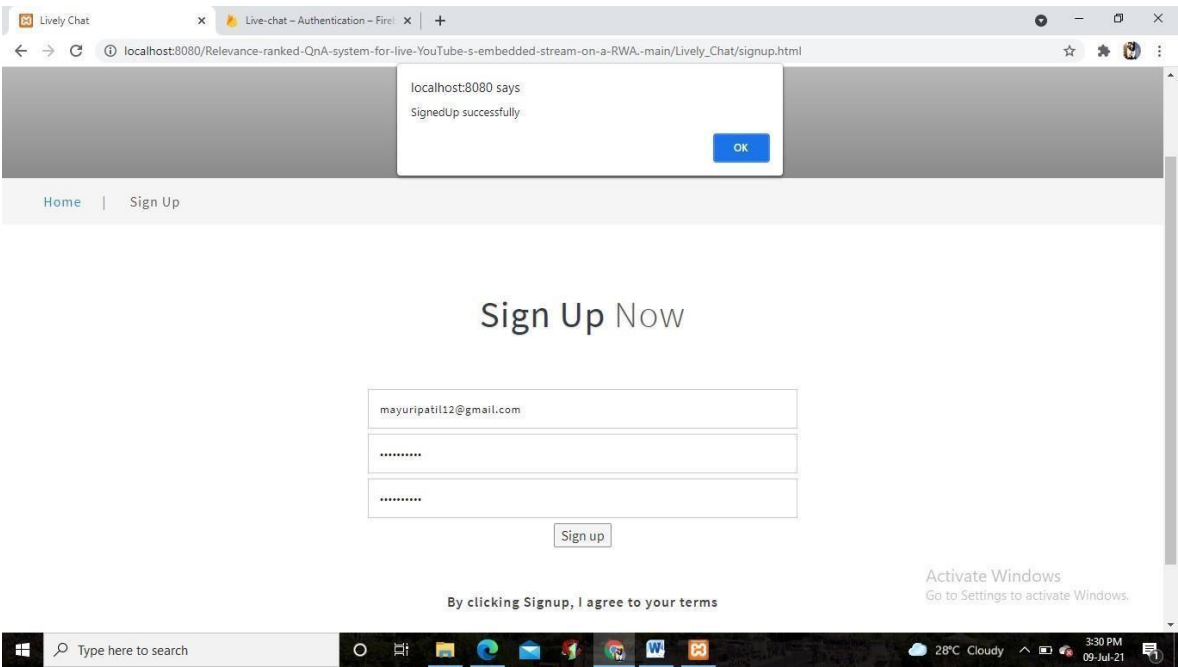 Lively Chat
Live-chat – Authentication – Fire
localhost:8080/Relevance-ranked-QnA-system-for-live-YouTube-s-embedded-stream-on-a-RWA.-main/Lively_Chat/signup.html
localhost:8080 says
SignedUp successfully
OK
Home | Sign Up
Sign Up Now
mayuripatil12@gmail.com
••••••••••
••••••••••
Sign up
By clicking Signup, I agree to your terms
Activate Windows
Go to Settings to activate Windows.
Type here to search
28°C Cloudy
3:30 PM
09-Jul-21
1